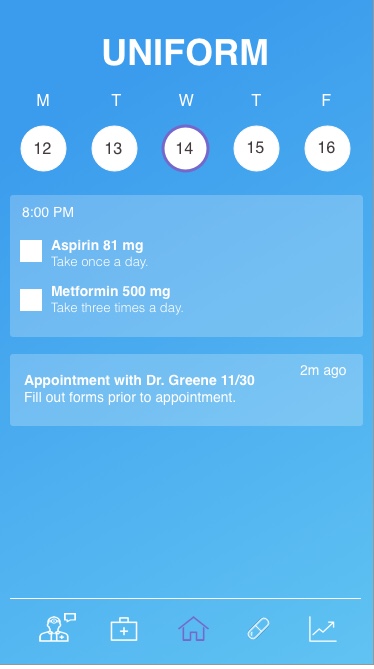 UNIFORM
M T W T F
12 13 14 15 16
8:00 PM
Aspirin 81 mg
Take once a day.
Metformin 500 mg
Take three times a day.
2m ago
Appointment with Dr. Greene 11/30
Fill out forms prior to appointment.